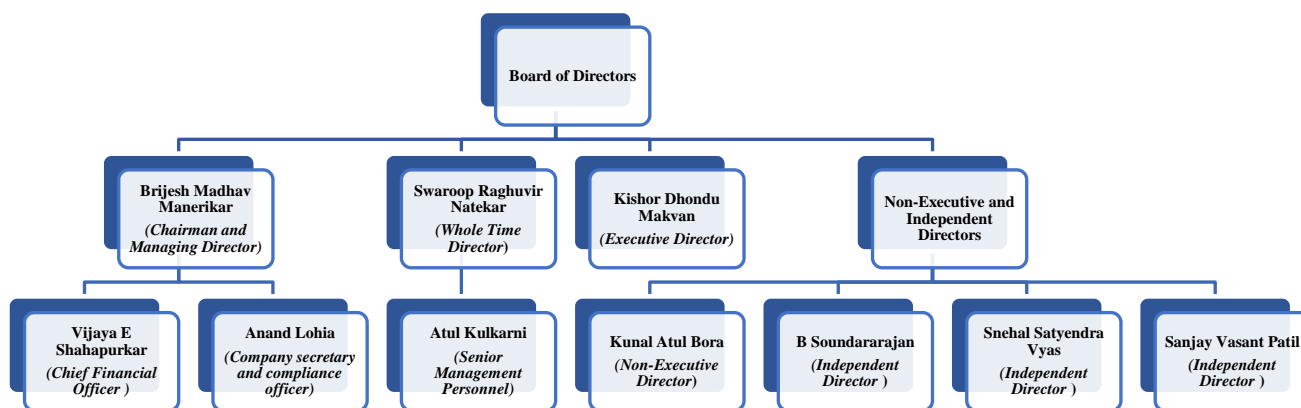 Board of Directors
Brijesh Madhav
Manerikar
(Chairman and
Managing Director)
Swaroop Raghuvir
Natekar
(Whole Time
Director)
Kishor Dhondu
Makvan
(Executive Director)
Non-Executive and
Independent
Directors
Vijaya E
Shahapurkar
(Chief Financial
Officer )
Anand Lohia
(Company secretary
and compliance
officer)
Atul Kulkarni
(Senior
Management
Personnel)
Kunal Atul Bora
(Non-Executive
Director)
B Soundararajan
(Independent
Director )
Snehal Satyendra
Vyas
(Independent
Director )
Sanjay Vasant Patil
(Independent
Director )